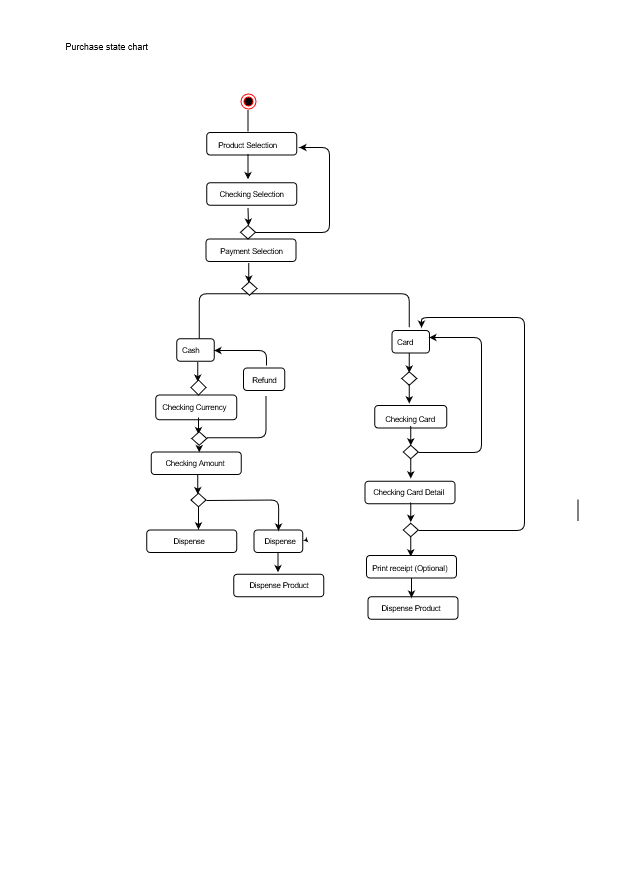 Purchase state chart
Product Selection
Checking Selection
Payment Selection
Cash
Refund
Checking Currency
Checking Amount
Dispense
Dispense
Dispense Product
Card
Checking Card
Checking Card Detail
Print receipt (Optional)
Dispense Product